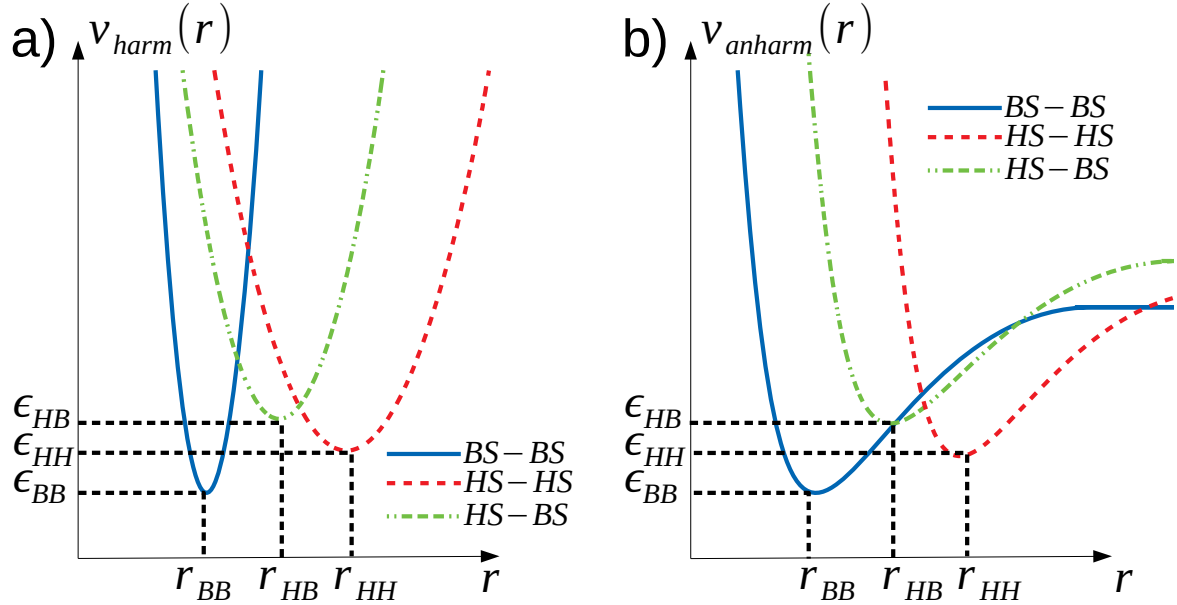 a)
v_harm(r)
ϵ_HB
ϵ_HH
ϵ_BB
BS−BS
HS−HS
HS−BS
r_BB
r_HB
r_HH
r
b)
v_anharm(r)
BS−BS
HS−HS
HS−BS
ϵ_HB
ϵ_HH
ϵ_BB
r_BB
r_HB
r_HH
r